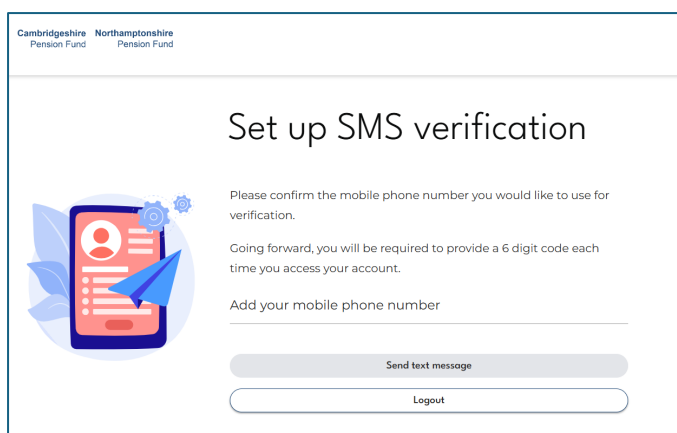 Cambridgeshire Northamptonshire
Pension Fund Pension Fund
Set up SMS verification
Please confirm the mobile phone number you would like to use for
verification.
Going forward, you will be required to provide a 6 digit code each
time you access your account.
Add your mobile phone number
Send text message
Logout